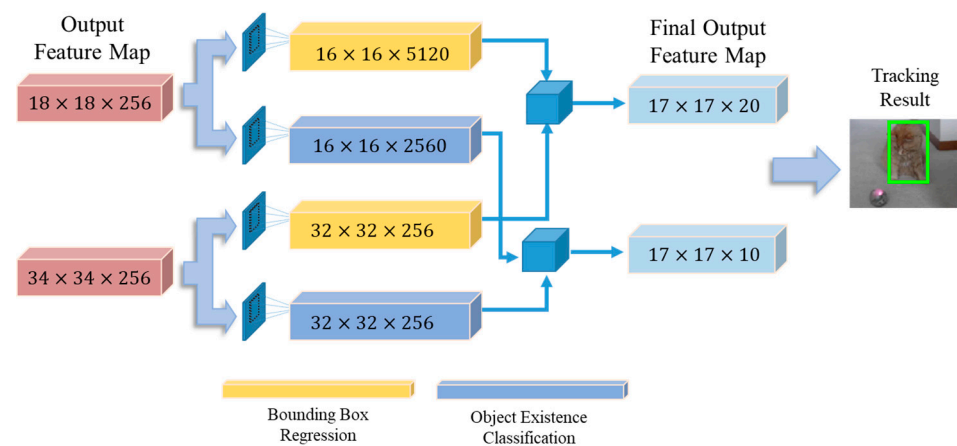 Output
Feature Map
18 × 18 × 256
34 × 34 × 256
16 × 16 × 5120
16 × 16 × 2560
32 × 32 × 256
32 × 32 × 256
Final Output
Feature Map
17 × 17 × 20
17 × 17 × 10
Tracking
Result
Bounding Box
Regression
Object Existence
Classification